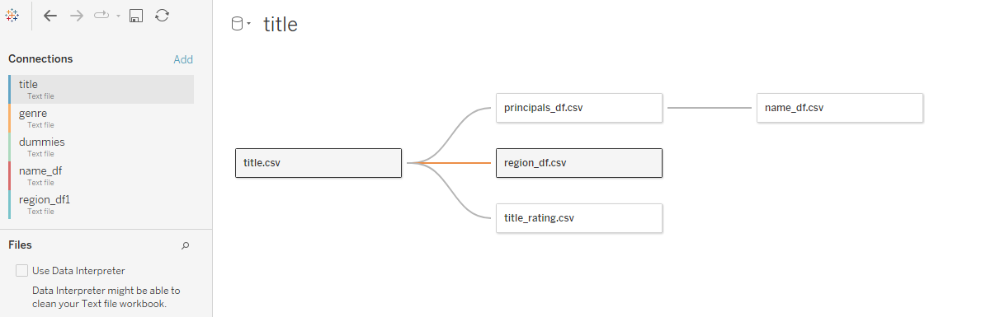 title
Connections
Add
title
Text file
genre
Text file
dummies
Text file
name_df
Text file
region_df1
Text file
Files
Use Data Interpreter
Data Interpreter might be able to
clean your Text file workbook.
principals_df.csv
name_df.csv
title.csv
region_df.csv
title_rating.csv